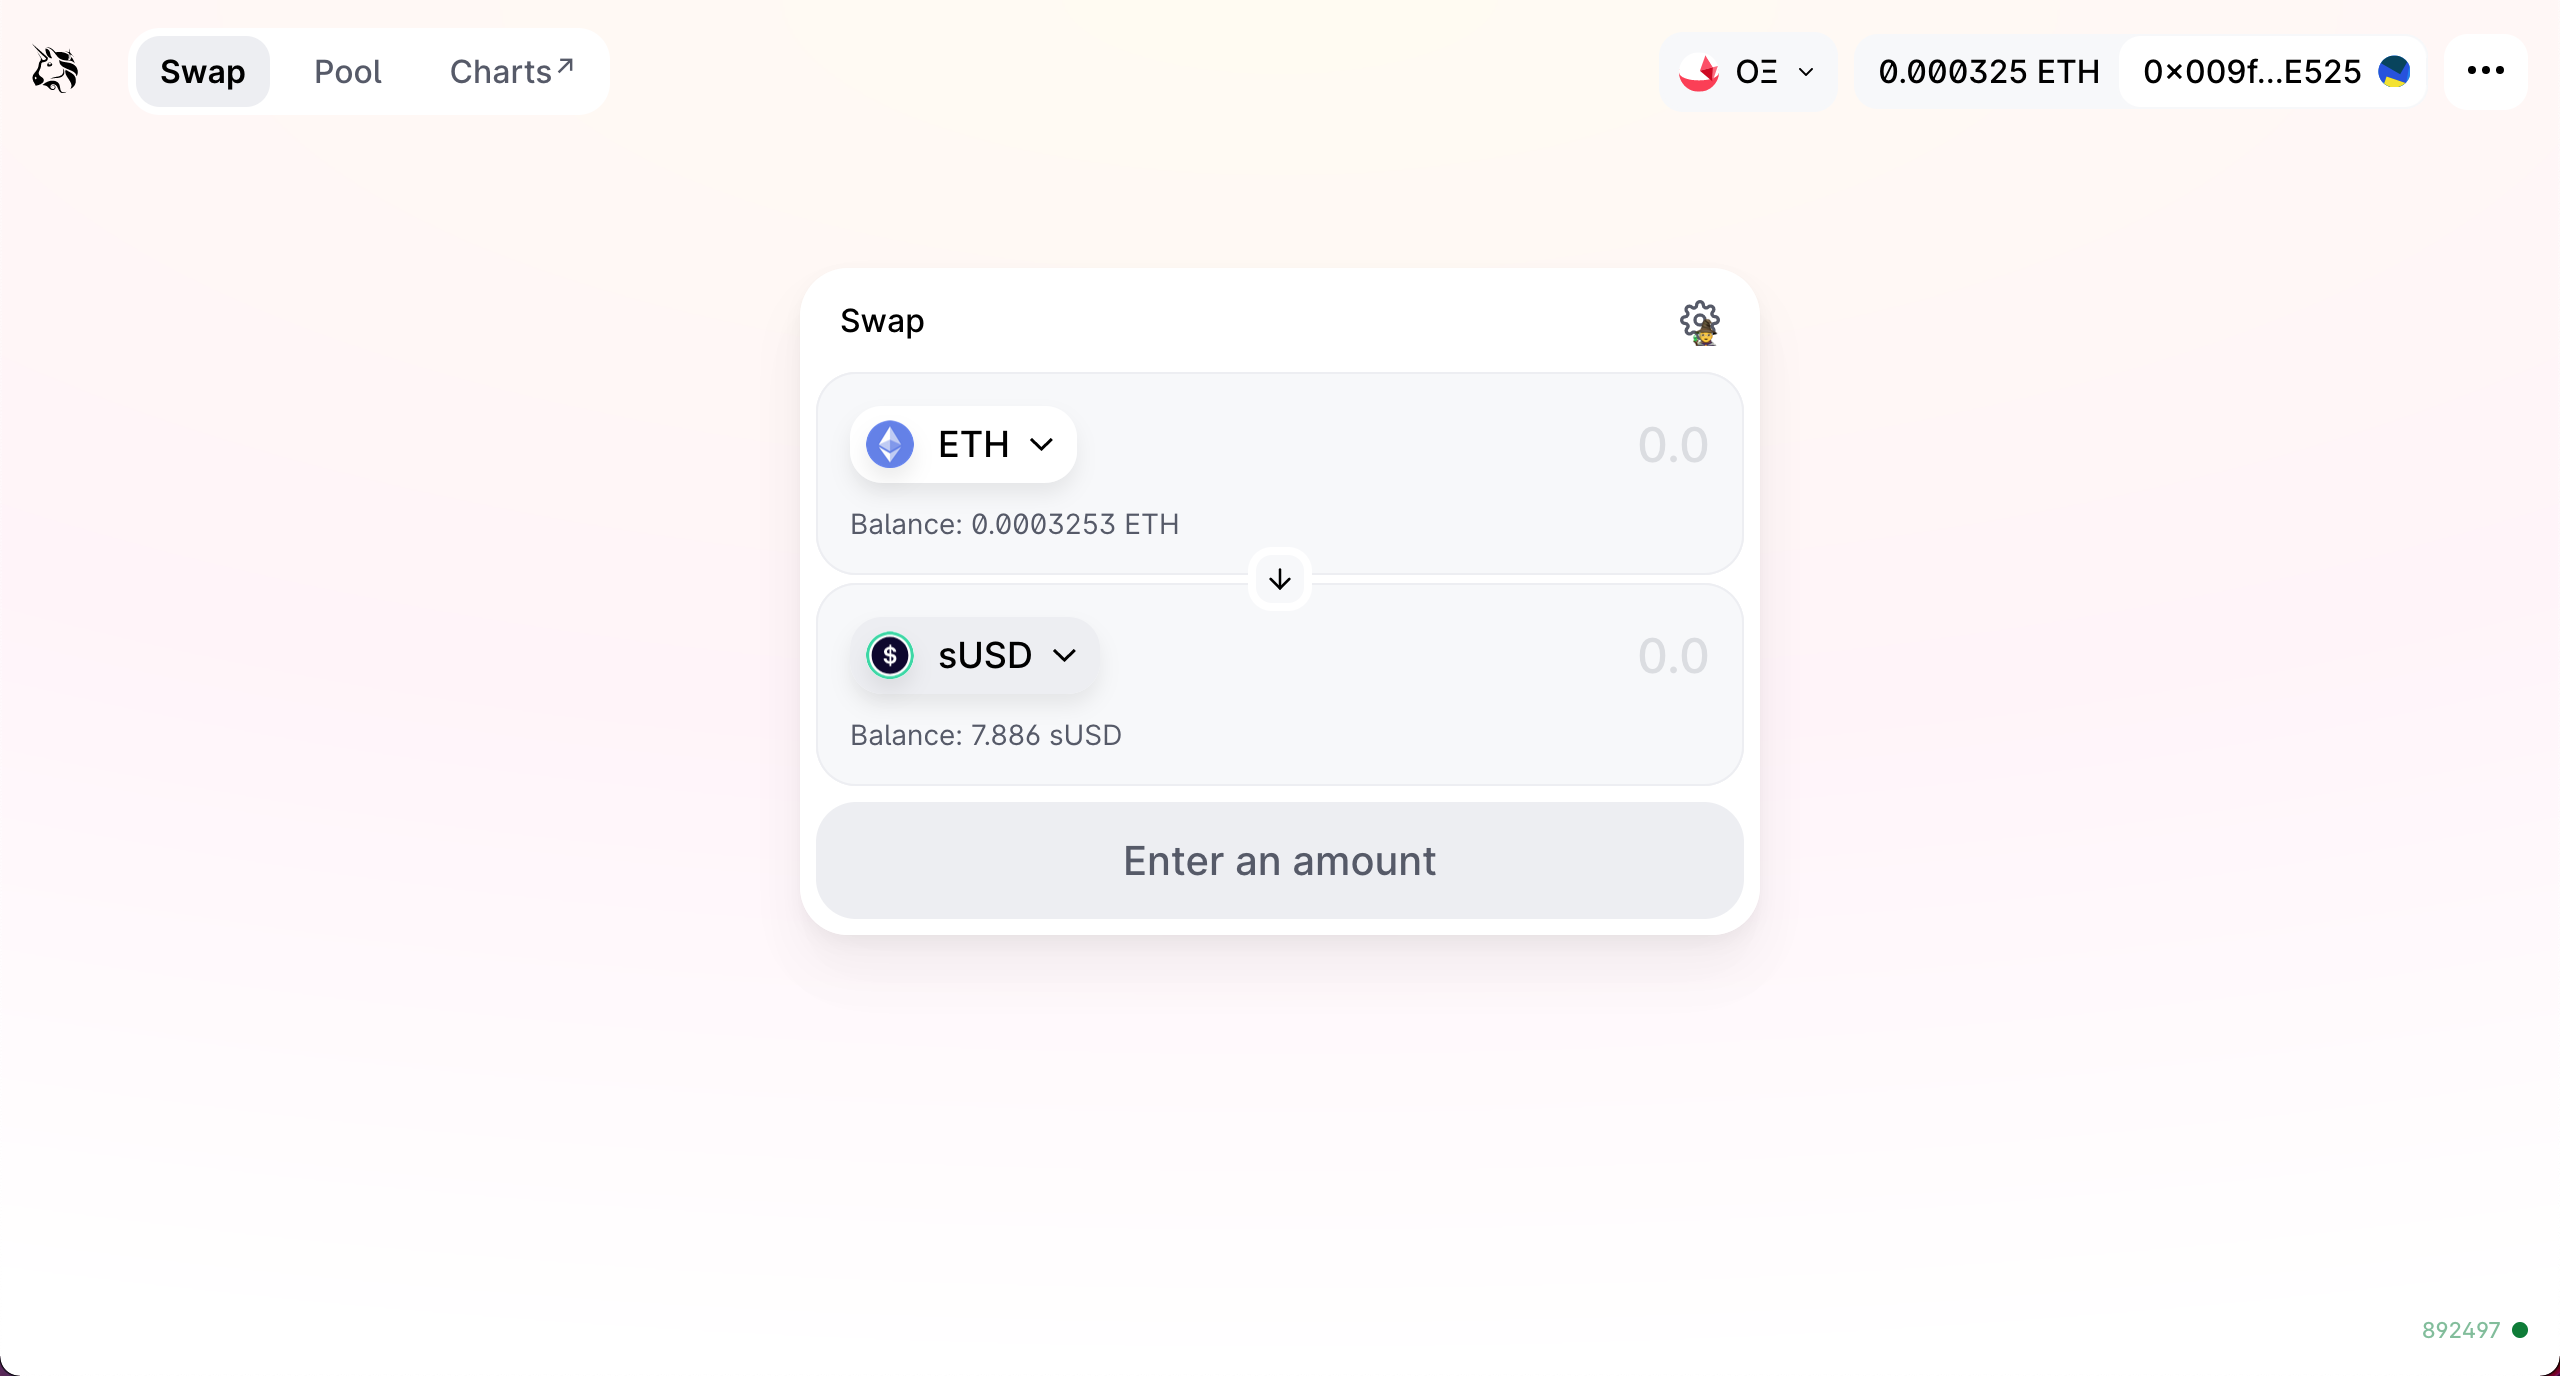 Swap
Pool
Charts↗
OΞ
0.000325 ETH
0×009f...E525
Swap
ETH
0.0
Balance: 0.0003253 ETH
$
sUSD
0.0
Balance: 7.886 sUSD
Enter an amount
892497